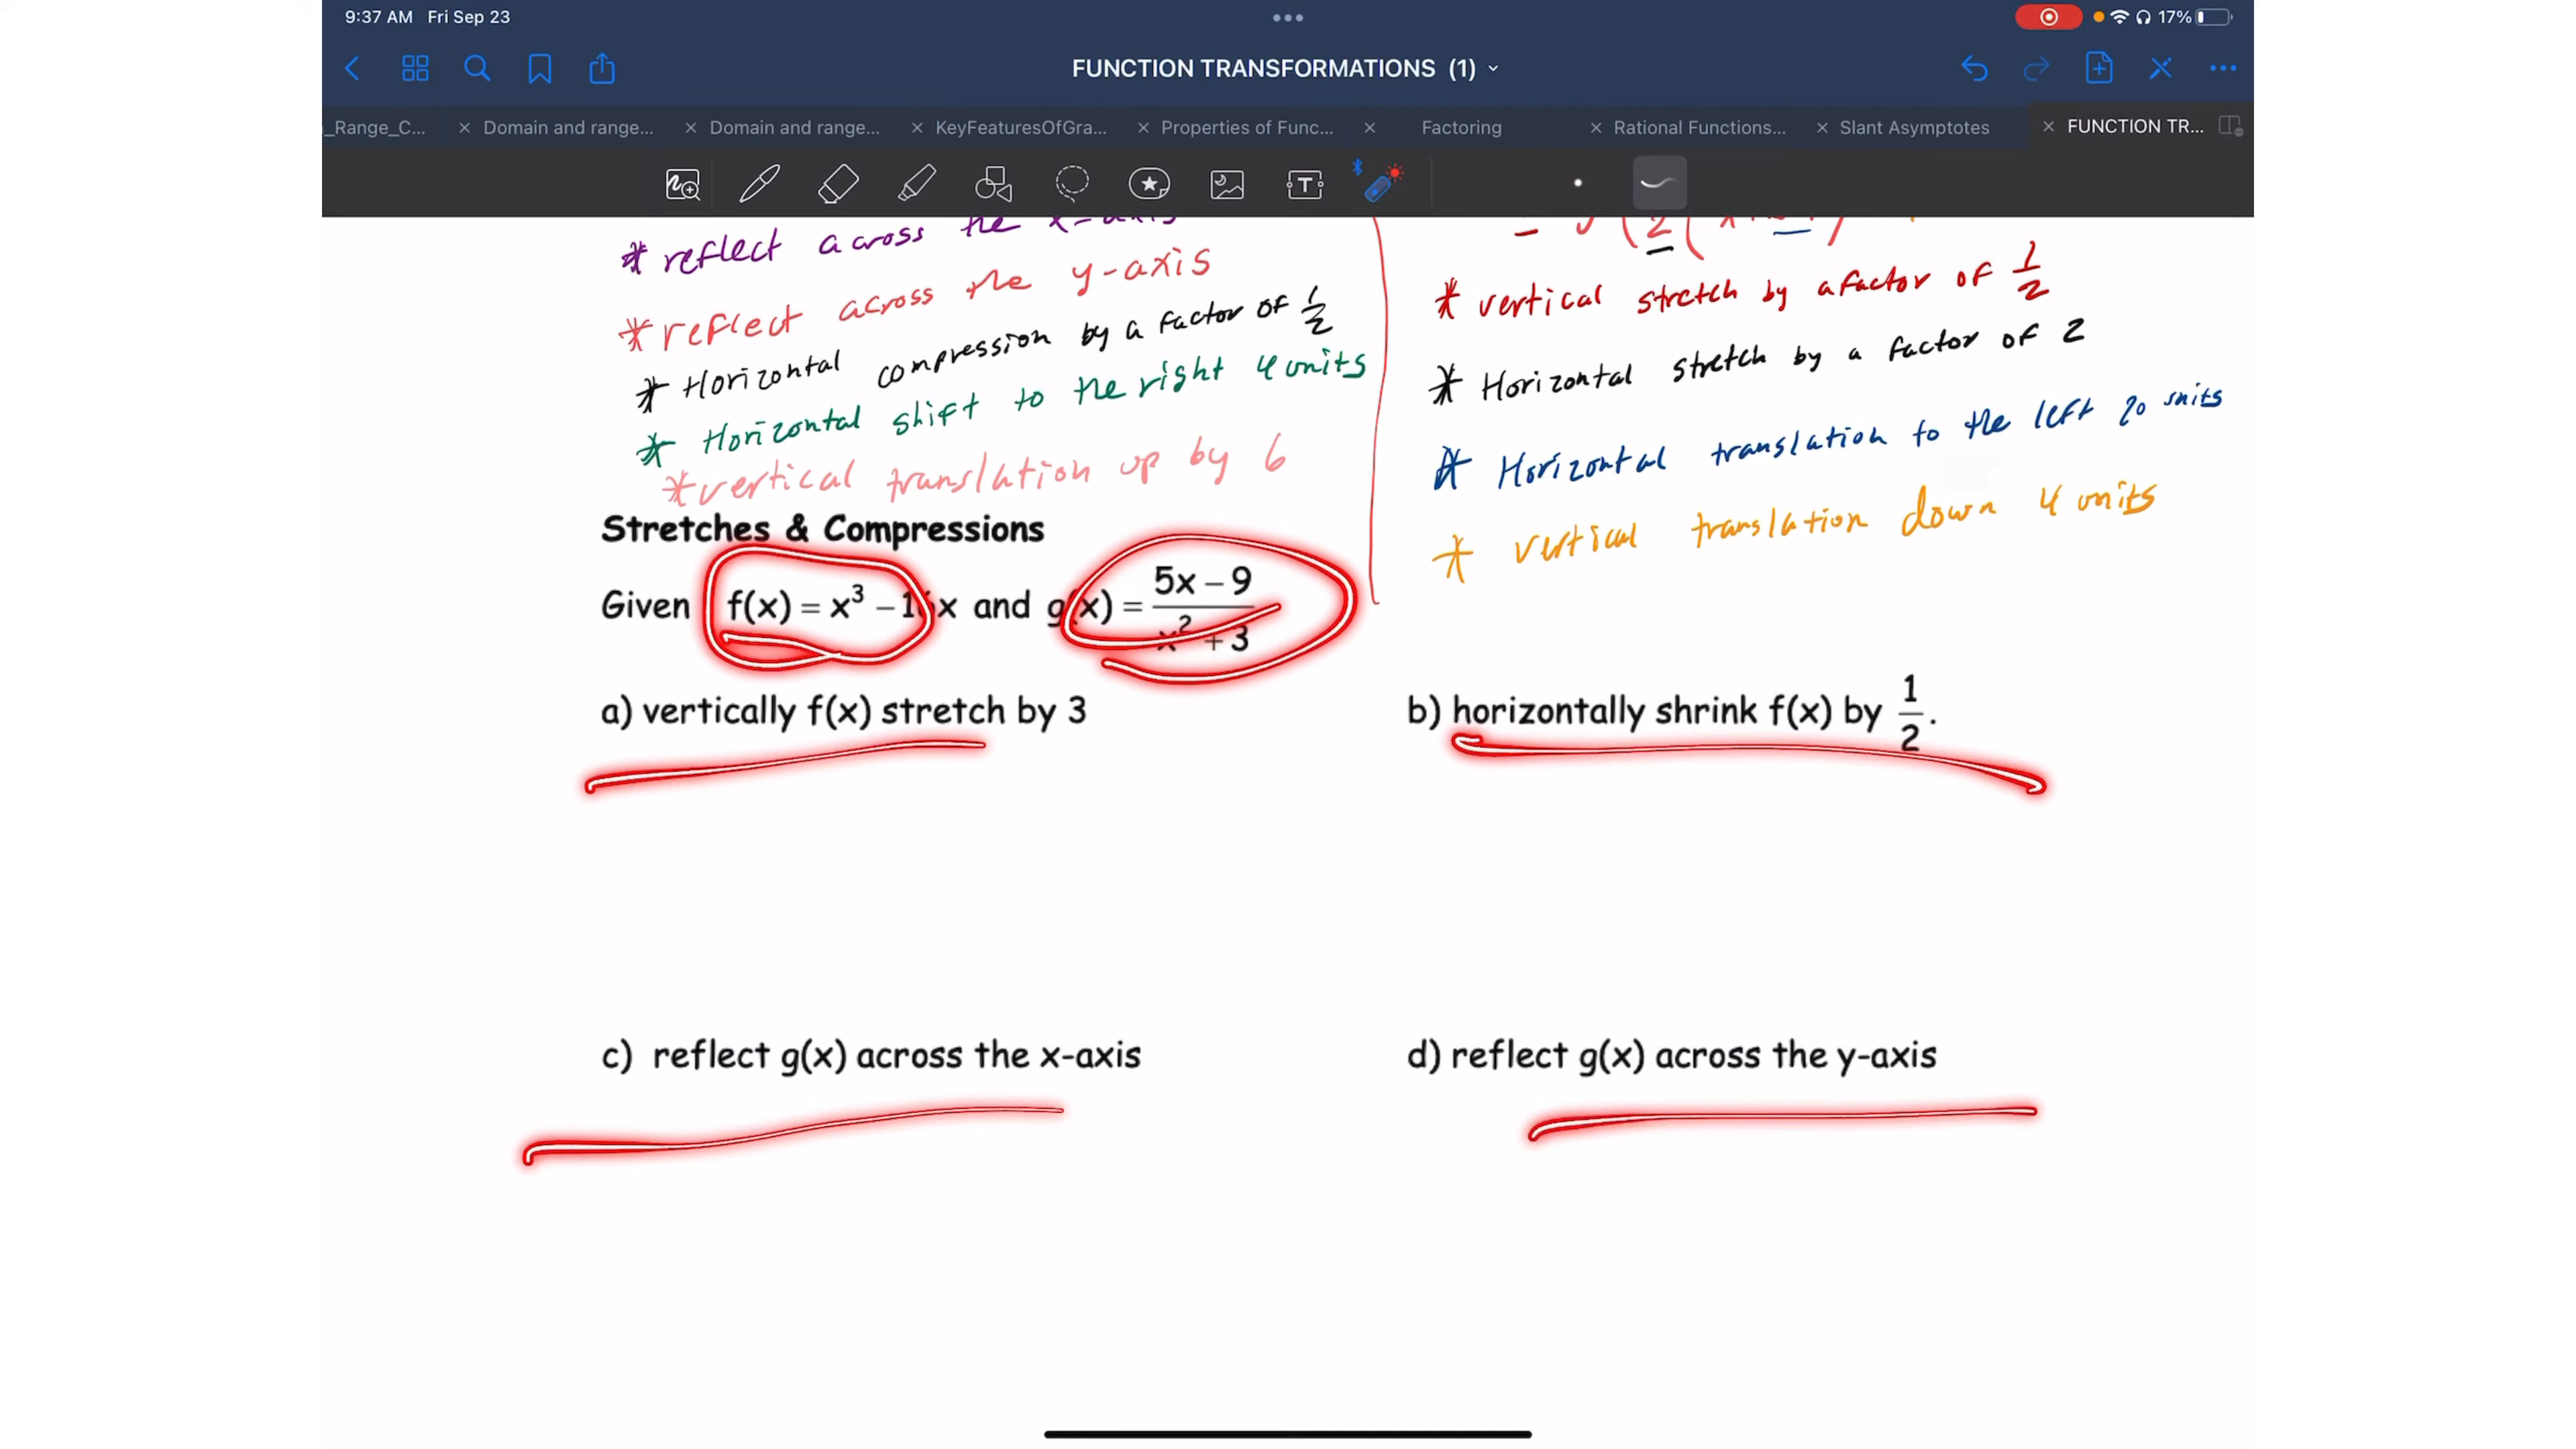 9:37 AM Fri Sep 23
17%
FUNCTION TRANSFORMATIONS (1)
_Range_C...
Domain and range...
Domain and range...
KeyFeaturesOfGra...
Properties of Func...
Factoring
Rational Functions...
Slant Asymptotes
FUNCTION TR...
* reflect across the x-axis
* reflect across the y-axis
* Horizontal compression by a factor of 1/2
* Horizontal shift to the right 4 units
* vertical translation up by 6
* vertical stretch by a factor of 1/2
* Horizontal stretch by a factor of 2
* Horizontal translation to the left 20 units
* vertical translation down 4 units
Stretches & Compressions
Given f(x) = x³ – 16x and g(x) = (5x – 9)/(x² + 3)
a) vertically f(x) stretch by 3
b) horizontally shrink f(x) by 1/2.
c) reflect g(x) across the x-axis
d) reflect g(x) across the y-axis